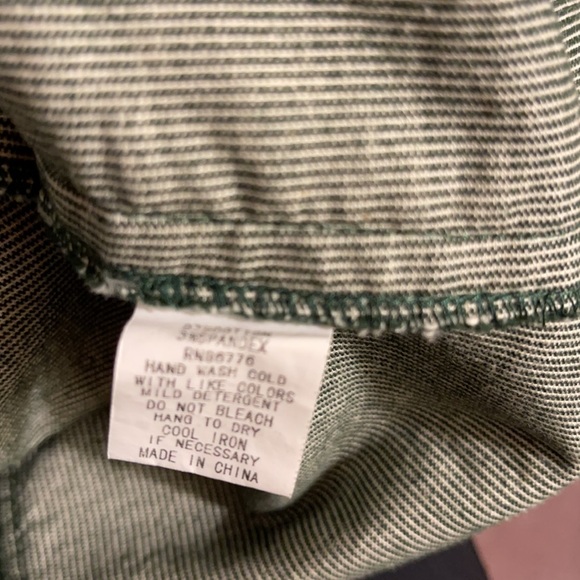 3%SPANDEX
RN96776
HAND WASH COLD
WITH LIKE COLORS
MILD DETERGENT
DO NOT BLEACH
HANG TO DRY
COOL IRON
IF NECESSARY
MADE IN CHINA